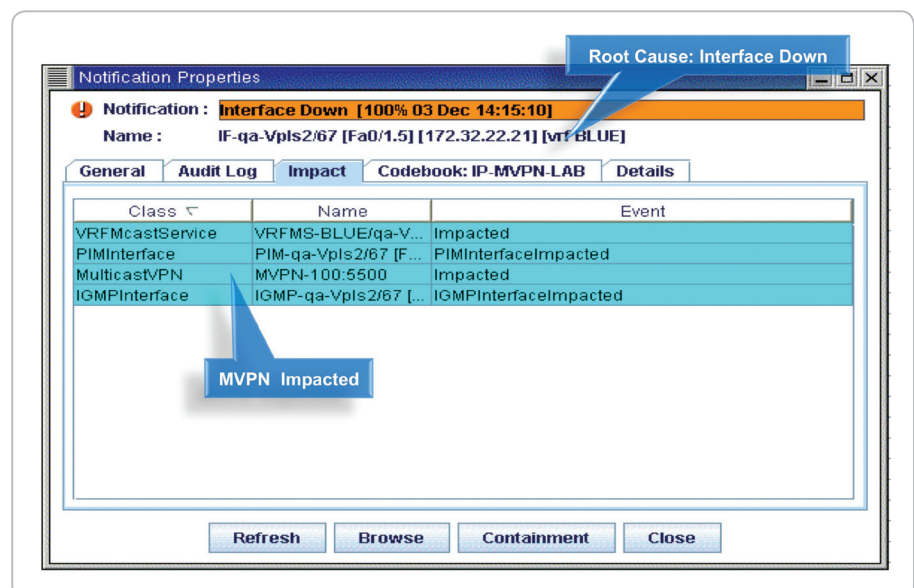 Root Cause: Interface Down
Notification Properties
Notification : Interface Down [100% 03 Dec 14:15:10]
Name : IF-qa-Vpls2/67 [Fa0/1.5] [172.32.22.21] [vrf BLUE]
General Audit Log Impact Codebook: IP-MVPN-LAB Details
Class Name Event
VRFMcastService VRFMS-BLUE/qa-V... Impacted
PIMInterface PIM-qa-Vpls2/67 [F... PIMInterfaceImpacted
MulticastVPN MVPN-100:5500 Impacted
IGMPInterface IGMP-qa-Vpls2/67 [... IGMPInterfaceImpacted
MVPN Impacted
Refresh Browse Containment Close